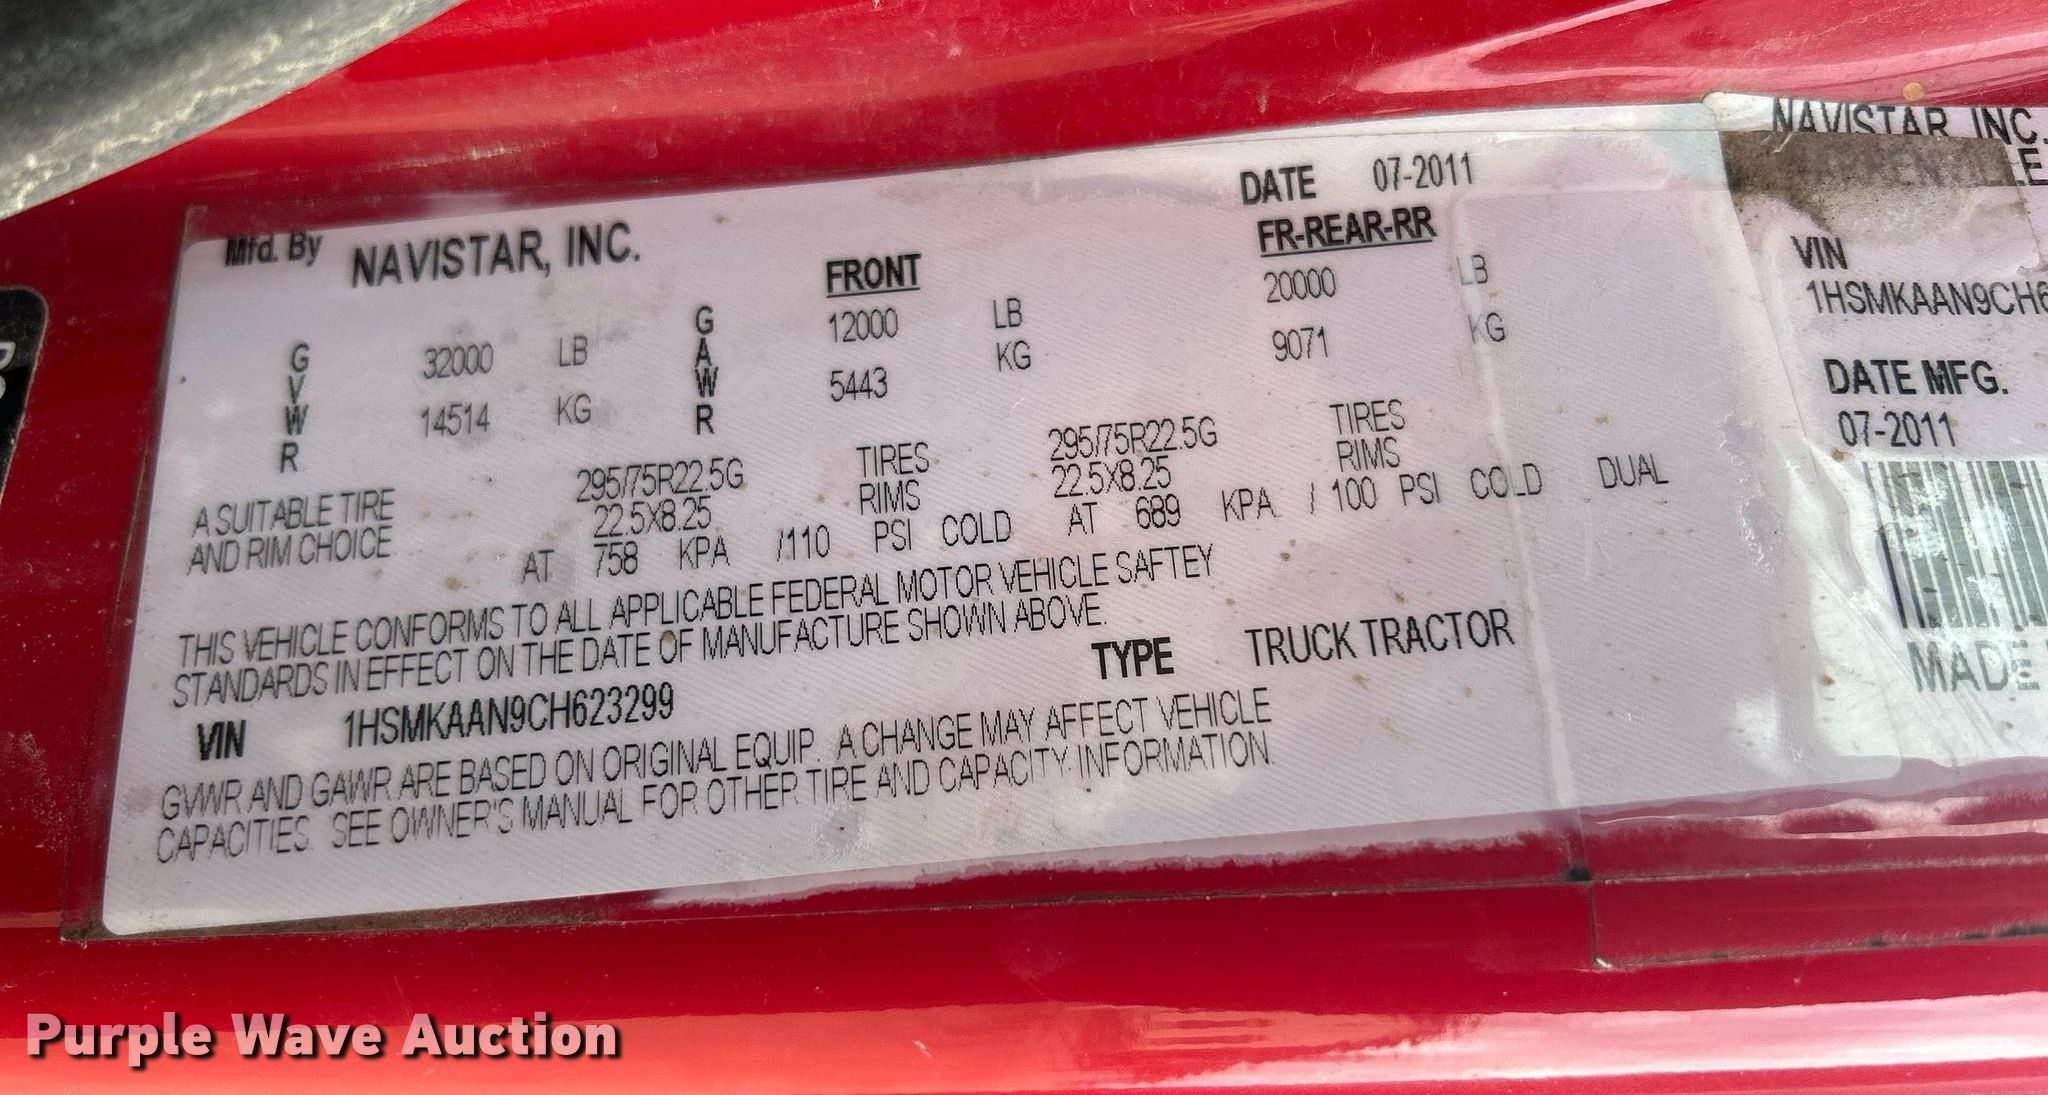 Mfd. By NAVISTAR, INC. DATE 07-2011
FRONT FR-REAR-RR
GVWR 32000 LB GAWR 12000 LB 20000 LB
14514 KG 5443 KG 9071 KG
A SUITABLE TIRE 295/75R22.5G TIRES 295/75R22.5G TIRES
AND RIM CHOICE 22.5X8.25 RIMS 22.5X8.25 RIMS
AT 758 KPA /110 PSI COLD AT 689 KPA / 100 PSI COLD DUAL
THIS VEHICLE CONFORMS TO ALL APPLICABLE FEDERAL MOTOR VEHICLE SAFTEY
STANDARDS IN EFFECT ON THE DATE OF MANUFACTURE SHOWN ABOVE.
VIN 1HSMKAAN9CH623299 TYPE TRUCK TRACTOR
GVWR AND GAWR ARE BASED ON ORIGINAL EQUIP. A CHANGE MAY AFFECT VEHICLE
CAPACITIES. SEE OWNER'S MANUAL FOR OTHER TIRE AND CAPACITY INFORMATION.
NAVISTAR, INC.
VIN
1HSMKAAN9CH6
DATE MFG.
07-2011
MADE
Purple Wave Auction